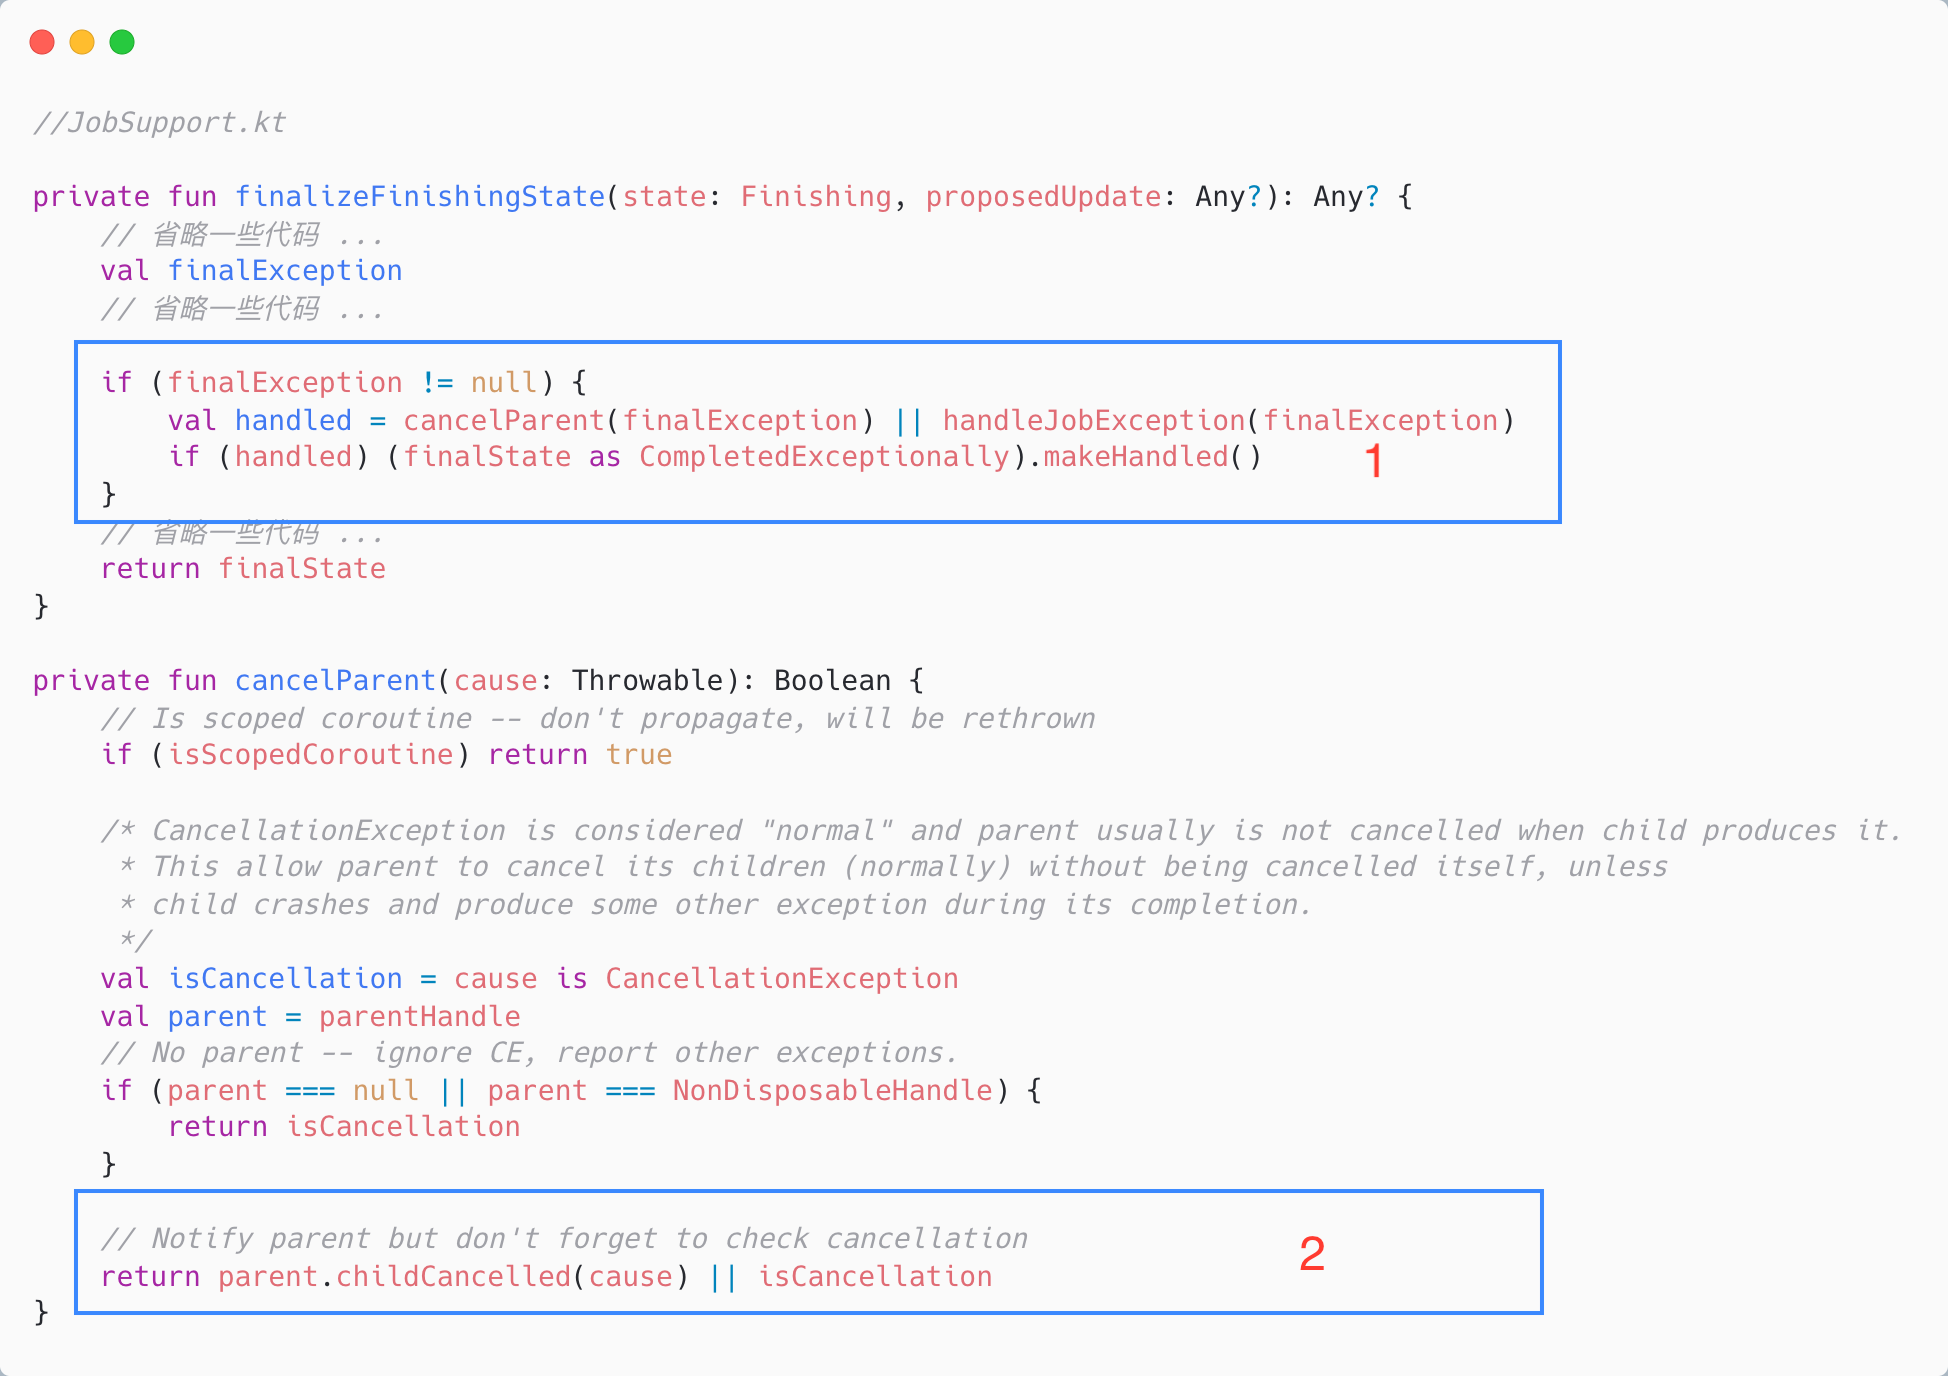 //JobSupport.kt
private fun finalizeFinishingState(state: Finishing, proposedUpdate: Any?): Any? {
// 省略一些代码 ...
val finalException
// 省略一些代码 ...
if (finalException != null) {
val handled = cancelParent(finalException) || handleJobException(finalException)
if (handled) (finalState as CompletedExceptionally).makeHandled()
1
}
// 省略一些代码 ...
return finalState
}
private fun cancelParent(cause: Throwable): Boolean {
// Is scoped coroutine -- don't propagate, will be rethrown
if (isScopedCoroutine) return true
/* CancellationException is considered "normal" and parent usually is not cancelled when child produces it.
* This allow parent to cancel its children (normally) without being cancelled itself, unless
* child crashes and produce some other exception during its completion.
*/
val isCancellation = cause is CancellationException
val parent = parentHandle
// No parent -- ignore CE, report other exceptions.
if (parent === null || parent === NonDisposableHandle) {
return isCancellation
}
// Notify parent but don't forget to check cancellation
2
return parent.childCancelled(cause) || isCancellation
}